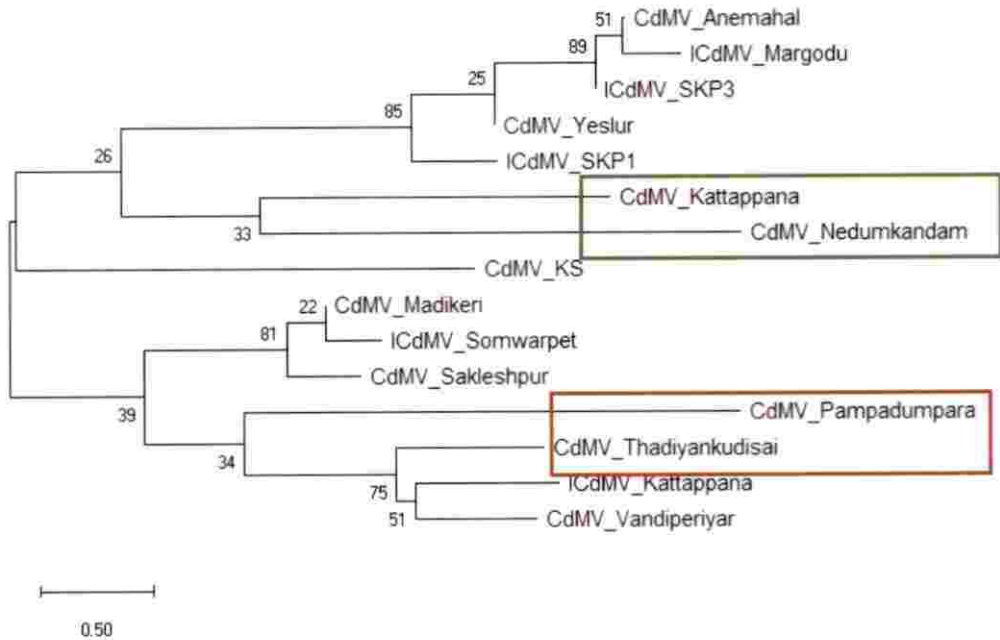 51 CdMV_Anemahal
89 ICdMV_Margodu
25 ICdMV_SKP3
85 CdMV_Yeslur
26 ICdMV_SKP1
CdMV_Kattappana
33 CdMV_Nedumkandam
CdMV_KS
22 CdMV_Madikeri
81 ICdMV_Somwarpet
CdMV_Sakleshpur
39 CdMV_Pampadumpara
34 CdMV_Thadiyankudisai
75 ICdMV_Kattappana
51 CdMV_Vandiperiyar
0.50